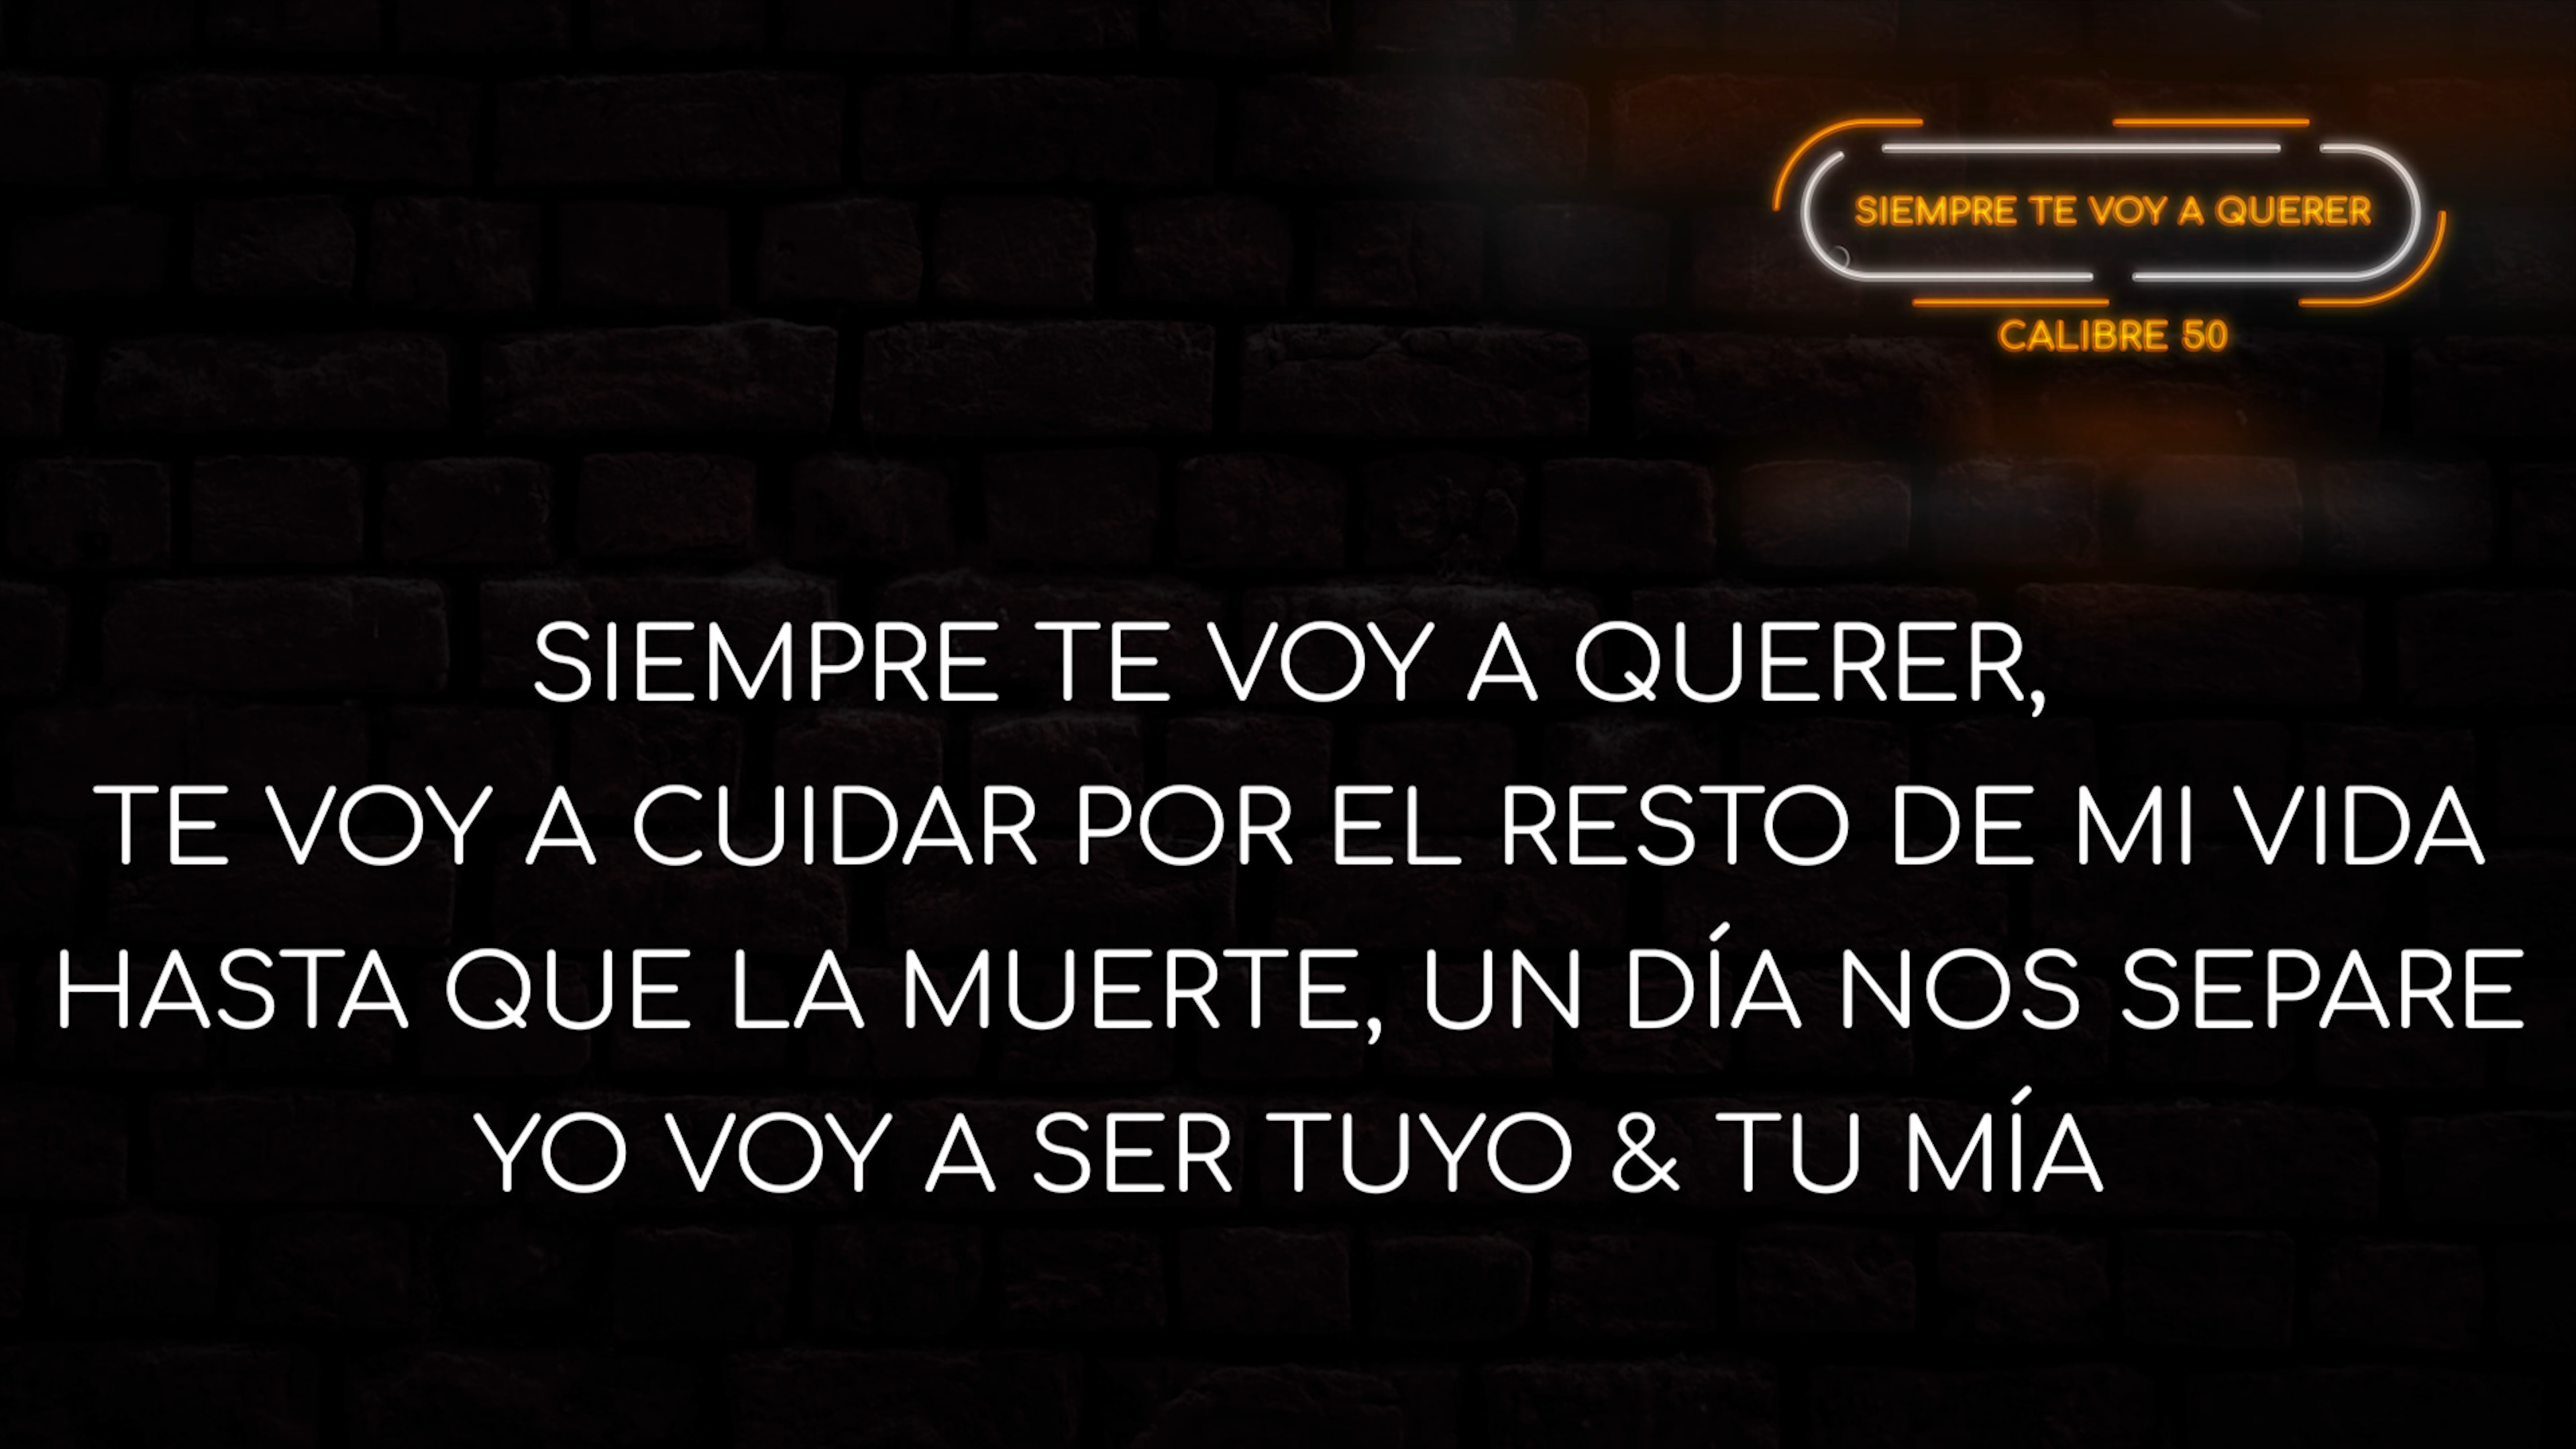 SIEMPRE TE VOY A QUERER
CALIBRE 50
SIEMPRE TE VOY A QUERER,
TE VOY A CUIDAR POR EL RESTO DE MI VIDA
HASTA QUE LA MUERTE, UN DÍA NOS SEPARE
YO VOY A SER TUYO & TU MÍA